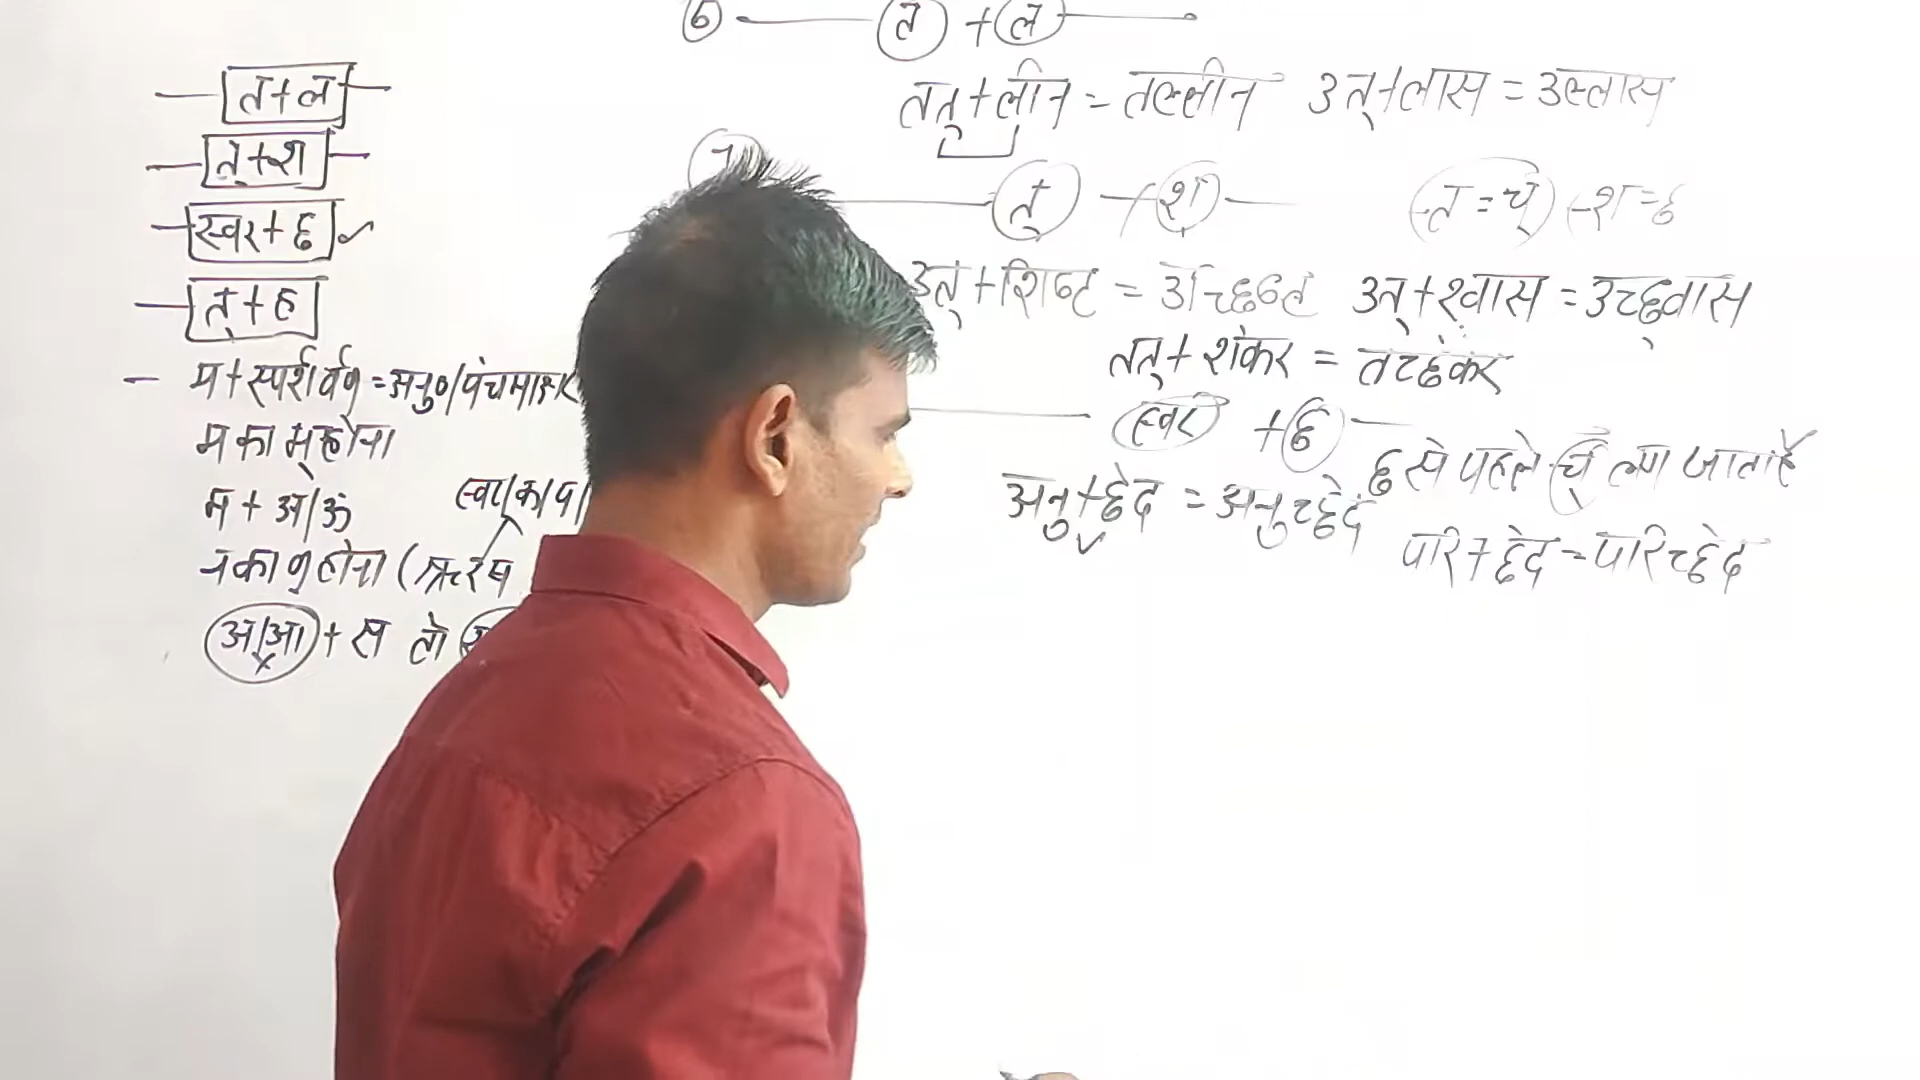 त+ल
त्+श
स्वर+छ ✓
त्+ह
म+स्पर्श वर्ण=अनु०/पंचमाक्षर
म का म् होना
म + अ/ऊं
स्वर/क/प/
न का ण् होना (ऋ र ष
अ/आ + स तो
6 त् + ल
तत्+लीन = तल्लीन उत्+लास = उल्लास
7 त् + श त = च् श = छ
उत्+शिष्ट = उच्छिष्ट उत्+श्वास = उच्छ्वास
तत्+शंकर = तच्छंकर
स्वर + छ
छ से पहले च् लग जाता है
अनु+छेद = अनुच्छेद
परि+छेद = परिच्छेद